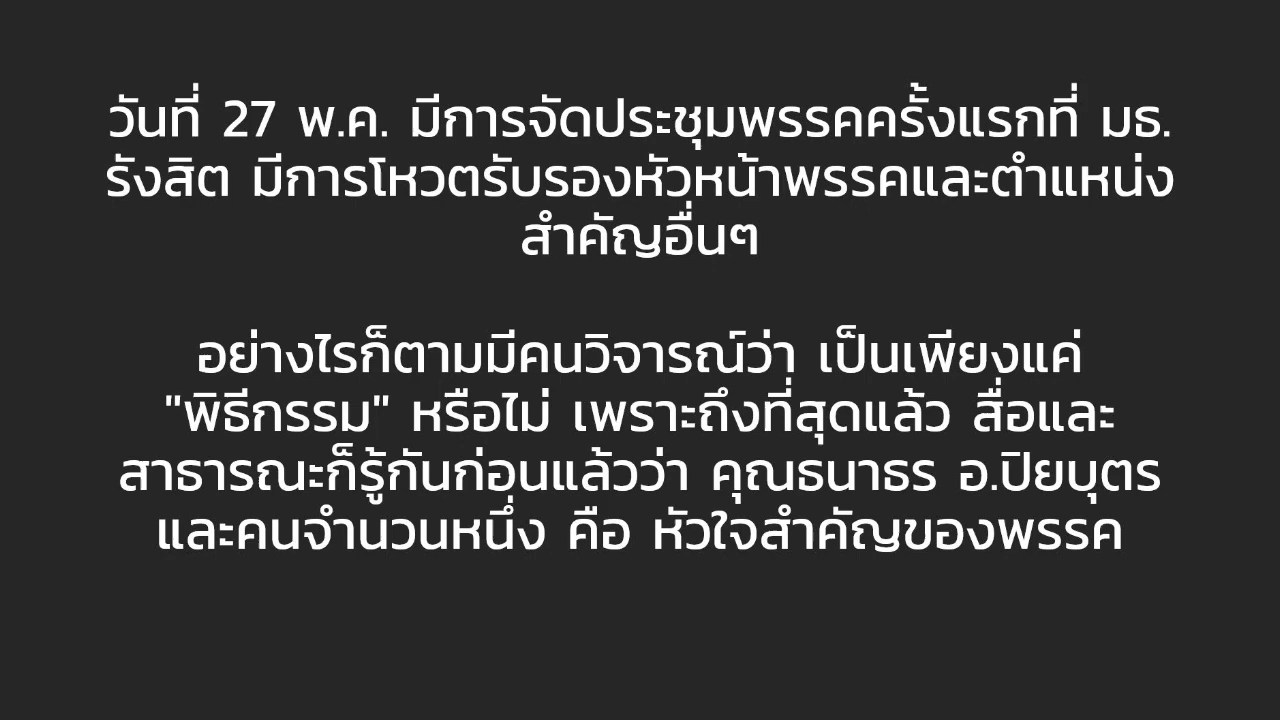 วันที่ 27 พ.ค. มีการจัดประชุมพรรคครั้งแรกที่ มธ.
รังสิต มีการโหวตรับรองหัวหน้าพรรคและตำแหน่ง
สำคัญอื่นๆ
อย่างไรก็ตามมีคนวิจารณ์ว่า เป็นเพียงแค่
"พิธีกรรม" หรือไม่ เพราะถึงที่สุดแล้ว สื่อและ
สาธารณะก็รู้กันก่อนแล้วว่า คุณธนาธร อ.ปิยบุตร
และคนจำนวนหนึ่ง คือ หัวใจสำคัญของพรรค